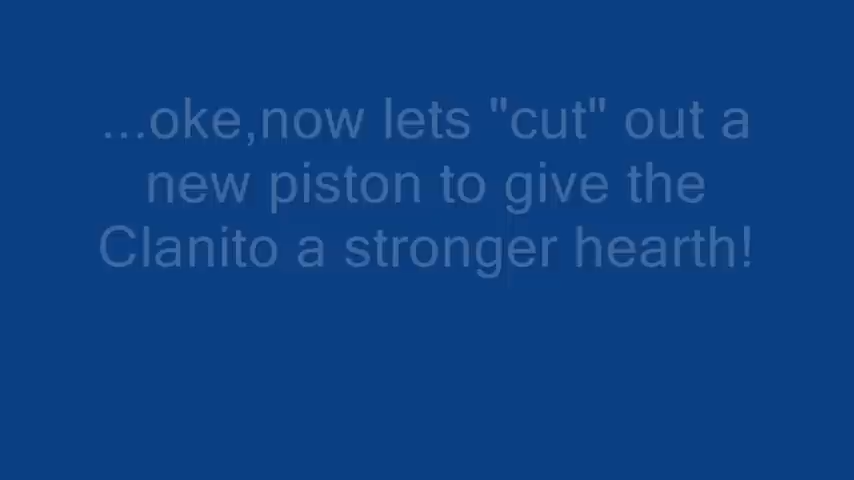 ...oke,now lets "cut" out a
new piston to give the
Clanito a stronger hearth!